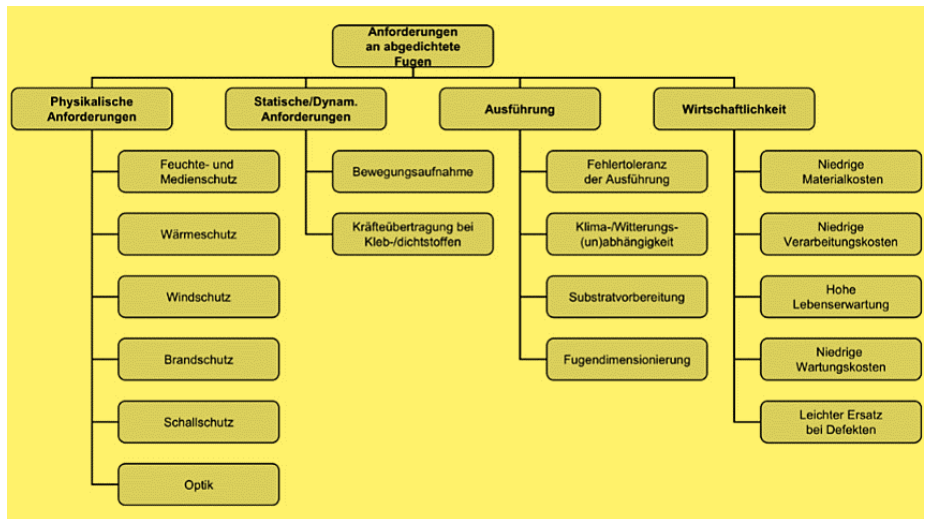 Anforderungen
an abgedichtete
Fugen
Physikalische
Anforderungen
Feuchte- und
Medienschutz
Wärmeschutz
Windschutz
Brandschutz
Schallschutz
Optik
Statische/Dynam.
Anforderungen
Bewegungsaufnahme
Kräfteübertragung bei
Kleb-/dichtstoffen
Ausführung
Fehlertoleranz
der Ausführung
Klima-/Witterungs-
(un)abhängigkeit
Substratvorbereitung
Fugendimensionierung
Wirtschaftlichkeit
Niedrige
Materialkosten
Niedrige
Verarbeitungskosten
Hohe
Lebenserwartung
Niedrige
Wartungskosten
Leichter Ersatz
bei Defekten